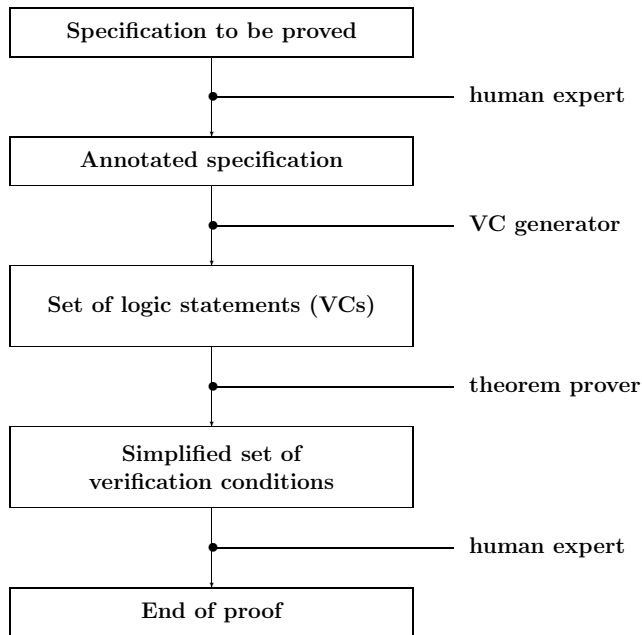 Specification to be proved
human expert
Annotated specification
VC generator
Set of logic statements (VCs)
theorem prover
Simplified set of
verification conditions
human expert
End of proof